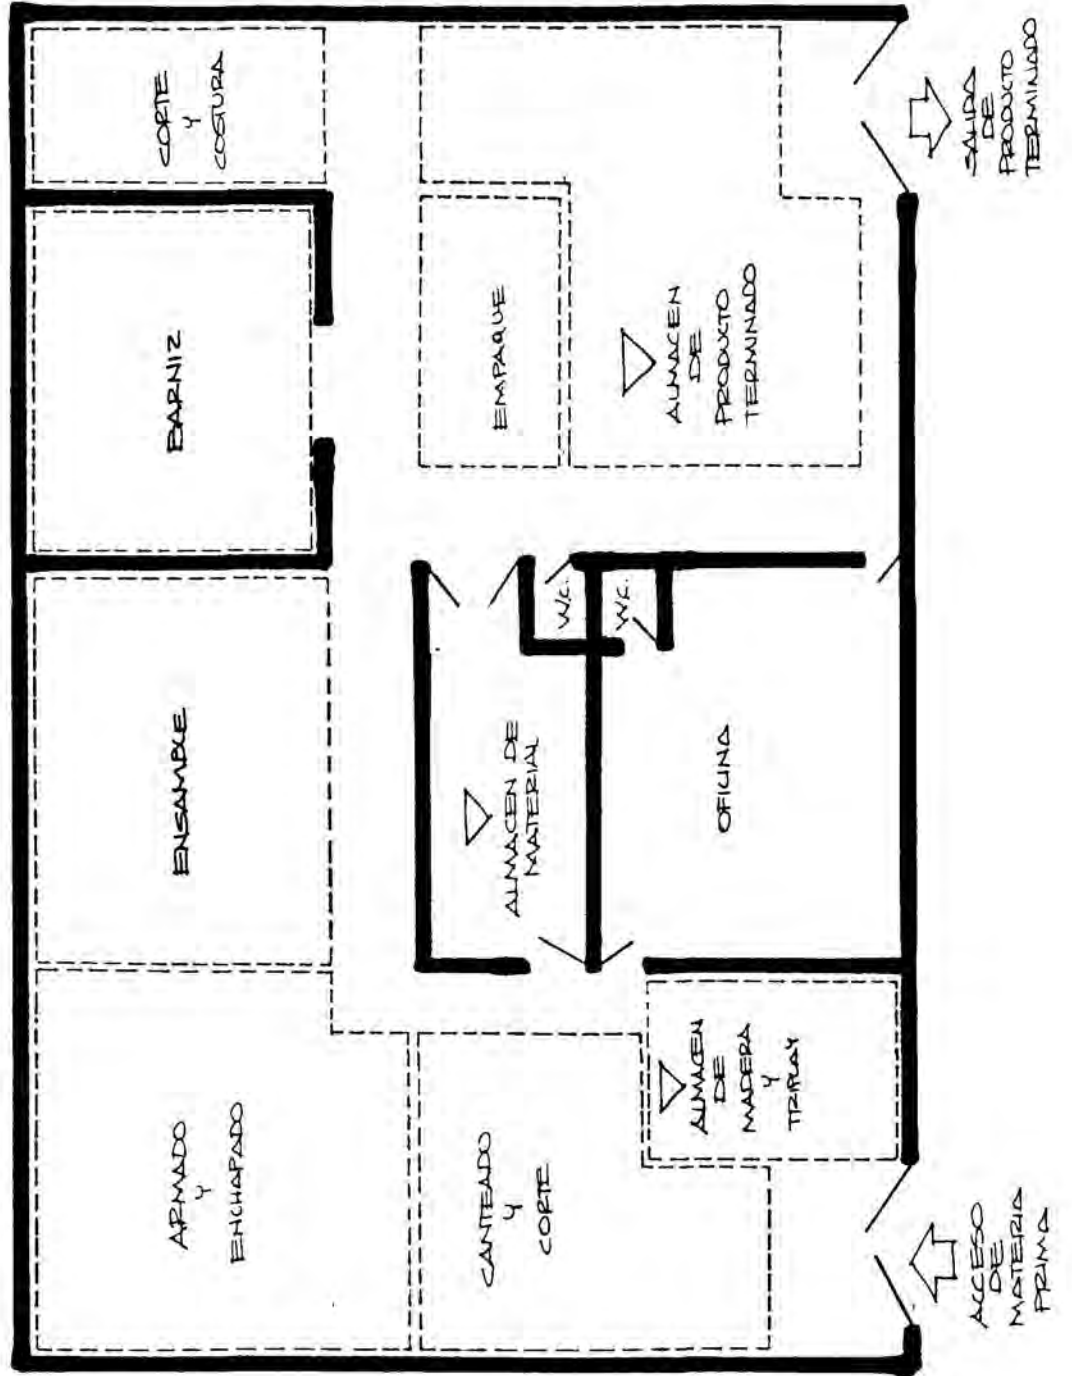 ARMADO
Y
ENCHAPADO
ENSAMBLE
BARNIZ
CORTE
Y
COSTURA
CANTEADO
Y
CORTE
ALMACEN DE
MATERIAL
W.C.
W.C.
EMPAQUE
ALMACEN
DE
PRODUCTO
TERMINADO
ALMACEN
DE
MADERA
Y
TRIPLAY
OFICINA
ACCESO
DE
MATERIA
PRIMA
SALIDA
DE
PRODUCTO
TERMINADO